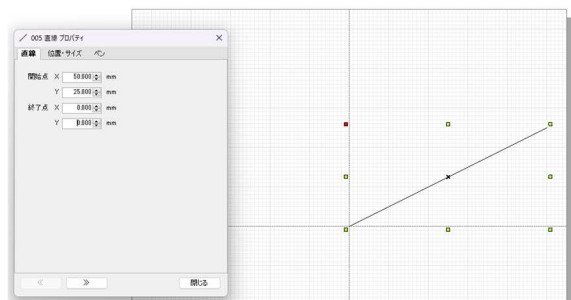 005 直線 プロパティ
直線 位置・サイズ ペン
開始点 X 50.000 mm
Y 25.000 mm
終了点 X 0.000 mm
Y 0.000 mm
閉じる